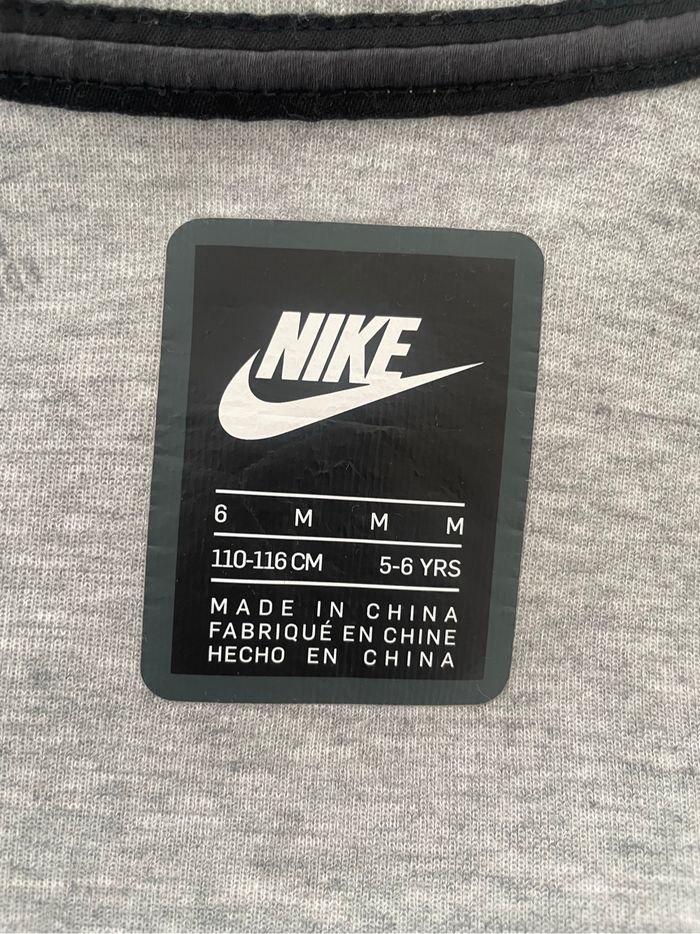 NIKE
6 M M M
110-116 CM 5-6 YRS
MADE IN CHINA
FABRIQUÉ EN CHINE
HECHO EN CHINA